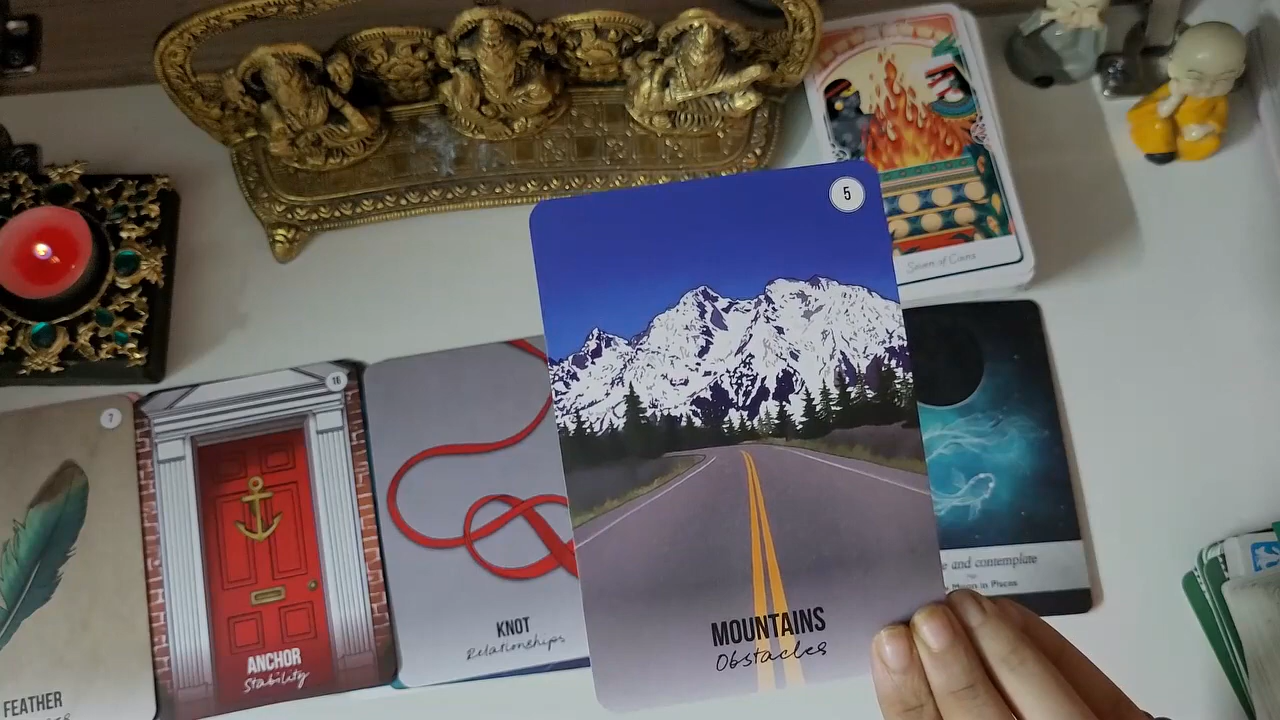 Seven of Coins
5
MOUNTAINS
Obstacles
7
FEATHER
18
ANCHOR
Stability
KNOT
Relationships
e and contemplate
Moon in Pisces